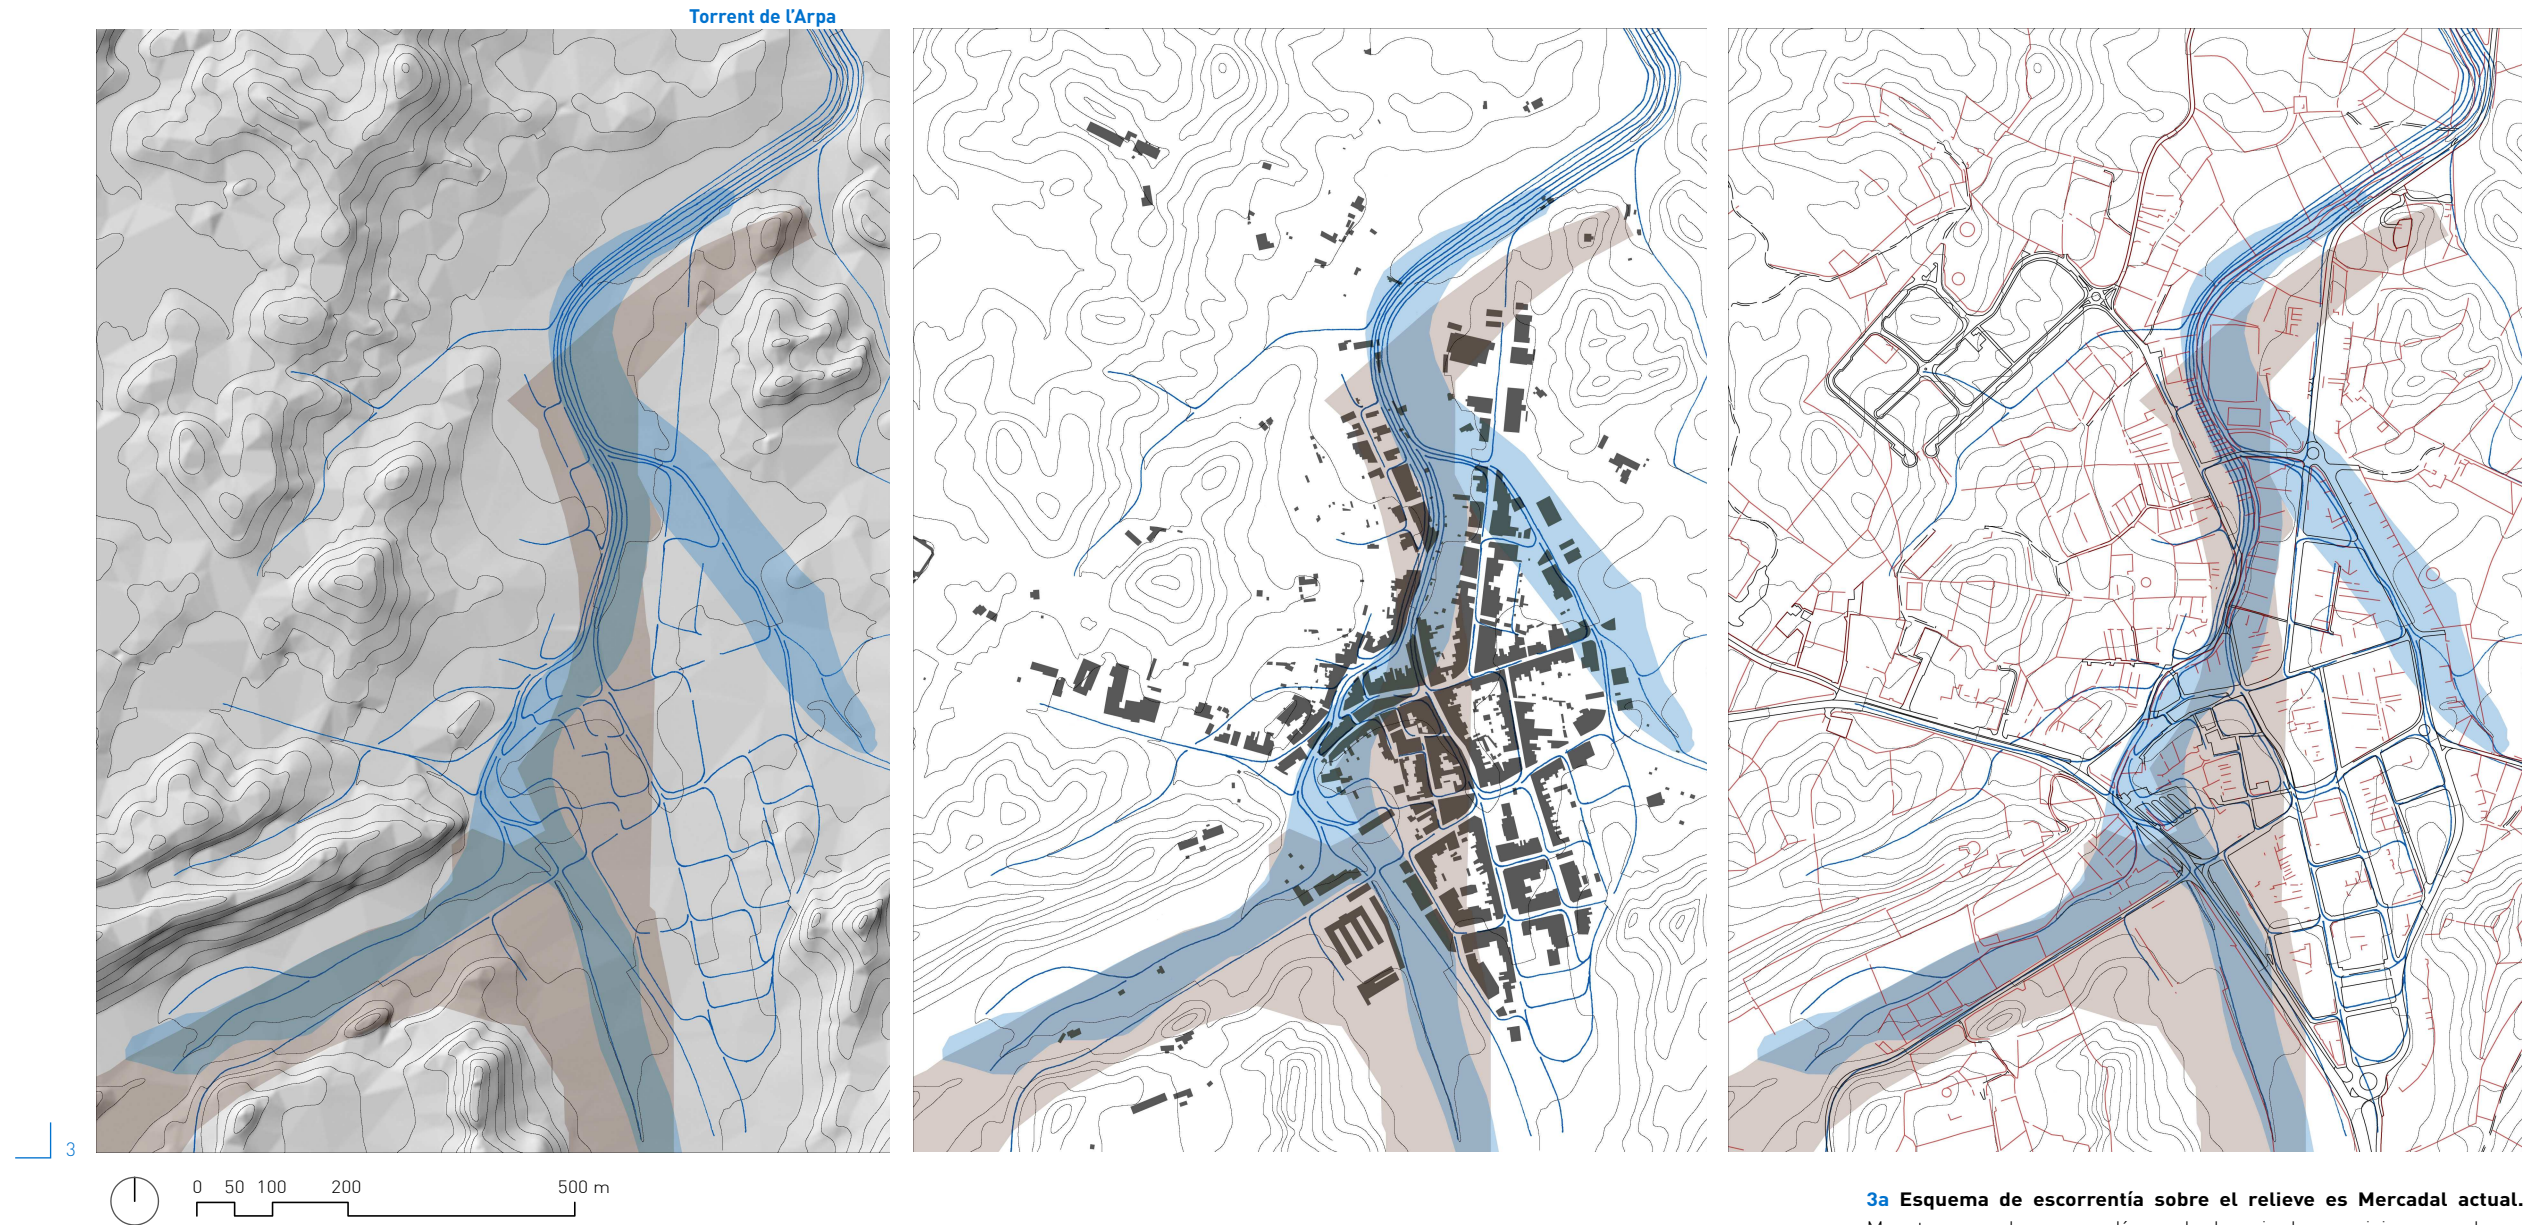 Torrent de l'Arpa
3
0 50 100 200 500 m
3a Esquema de escorrentía sobre el relieve es Mercadal actual.